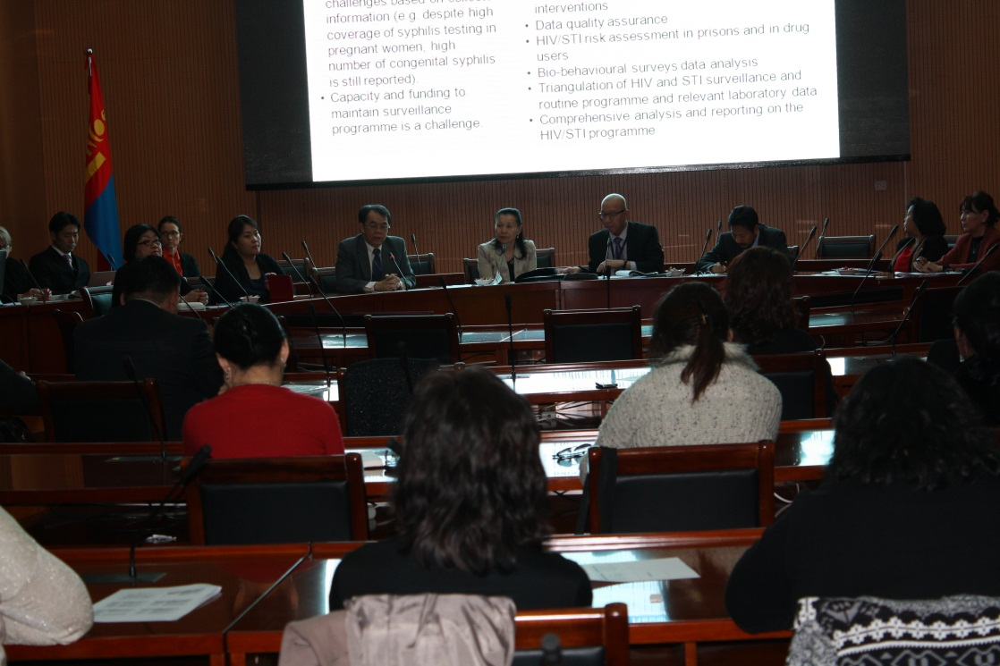 challenges based on
information (e.g. despite high
coverage of syphilis testing in
pregnant women, high
number of congenital syphilis
is still reported).
• Capacity and funding to
maintain surveillance
programme is a challenge.
interventions
• Data quality assurance
• HIV/STI risk assessment in prisons and in drug
users
• Bio-behavioural surveys data analysis
• Triangulation of HIV and STI surveillance and
routine programme and relevant laboratory data
• Comprehensive analysis and reporting on the
HIV/STI programme